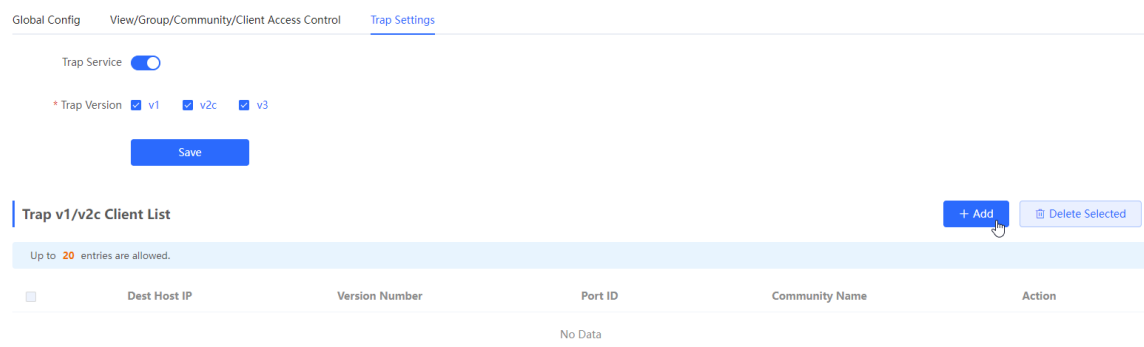 Global Config View/Group/Community/Client Access Control Trap Settings
Trap Service
* Trap Version v1 v2c v3
Save
Trap v1/v2c Client List + Add Delete Selected
Up to 20 entries are allowed.
Dest Host IP Version Number Port ID Community Name Action
No Data